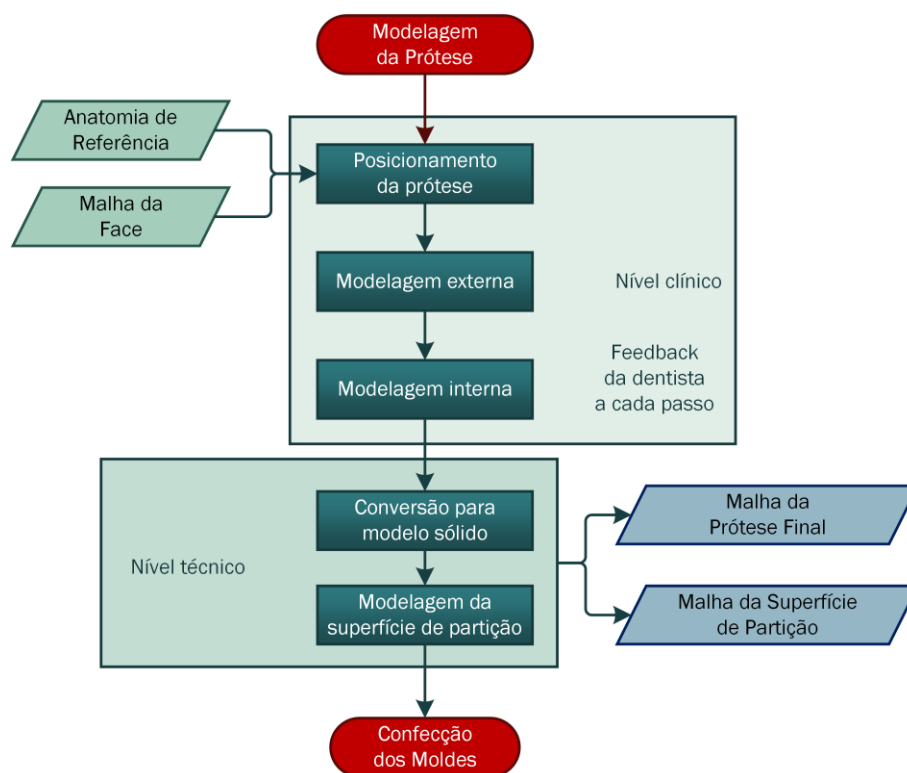 Modelagem
da Prótese
Anatomia de
Referência
Malha da
Face
Posicionamento
da prótese
Modelagem externa
Nível clínico
Modelagem interna
Feedback
da dentista
a cada passo
Nível técnico
Conversão para
modelo sólido
Modelagem da
superfície de partição
Malha da
Prótese Final
Malha da Superfície
de Partição
Confecção
dos Moldes